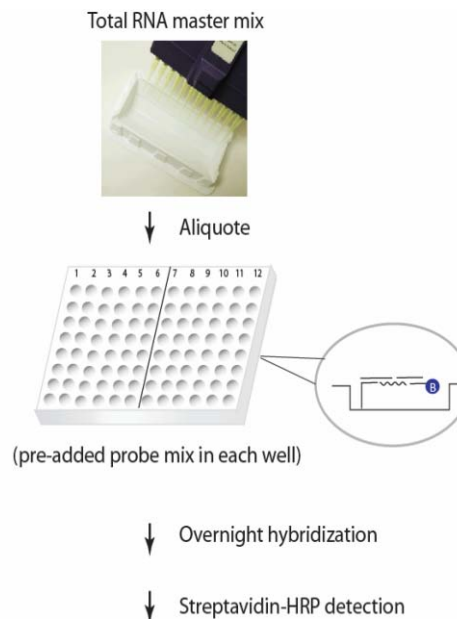 Total RNA master mix
Aliquote
1 2 3 4 5 6 7 8 9 10 11 12
B
(pre-added probe mix in each well)
Overnight hybridization
Streptavidin-HRP detection